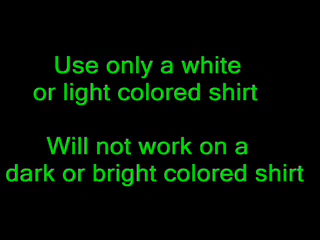 Use only a white
or light colored shirt
Will not work on a
dark or bright colored shirt